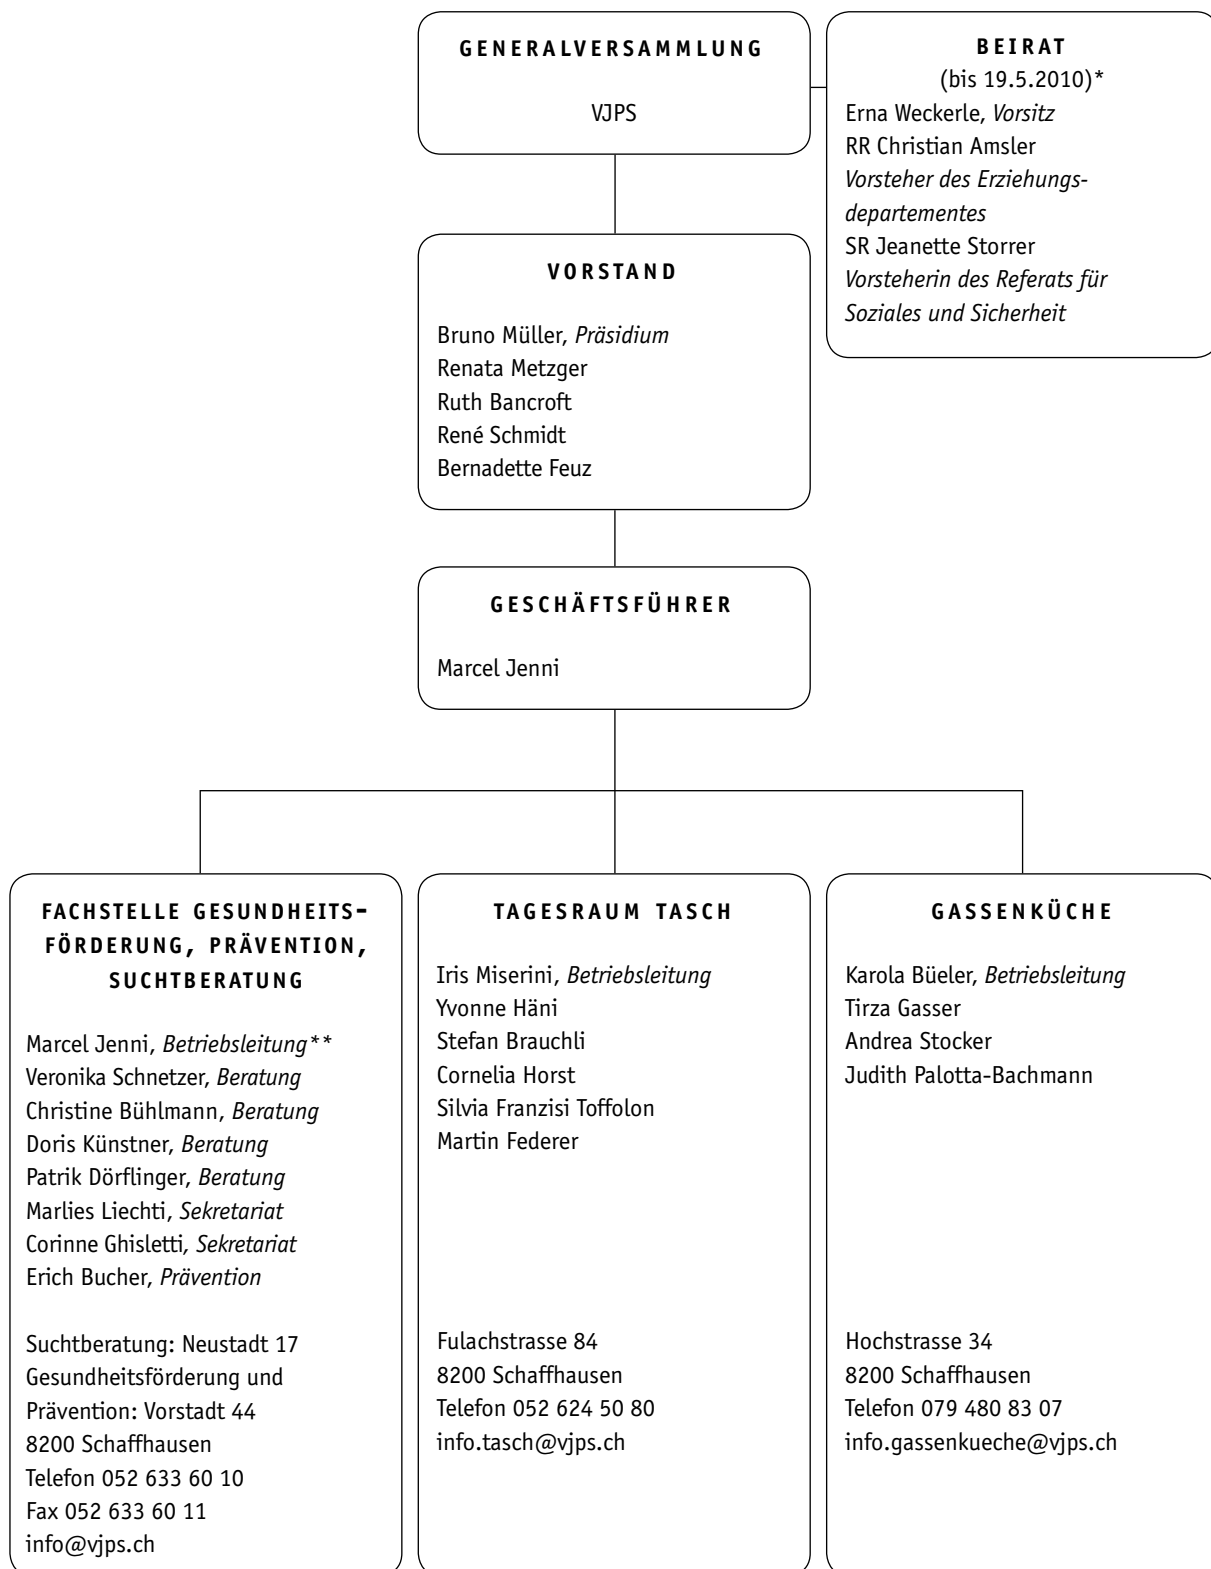 GENERALVERSAMMLUNG
VJPS
BEIRAT
(bis 19.5.2010)*
Erna Weckerle, Vorsitz
RR Christian Amsler
Vorsteher des Erziehungs-
departementes
SR Jeanette Storrer
Vorsteherin des Referats für
Soziales und Sicherheit
VORSTAND
Bruno Müller, Präsidium
Renata Metzger
Ruth Bancroft
René Schmidt
Bernadette Feuz
GESCHÄFTSFÜHRER
Marcel Jenni
FACHSTELLE GESUNDHEITS-
FÖRDERUNG, PRÄVENTION,
SUCHTBERATUNG
Marcel Jenni, Betriebsleitung**
Veronika Schnetzer, Beratung
Christine Bühlmann, Beratung
Doris Künstner, Beratung
Patrik Dörflinger, Beratung
Marlies Liechti, Sekretariat
Corinne Ghisletti, Sekretariat
Erich Bucher, Prävention
Suchtberatung: Neustadt 17
Gesundheitsförderung und
Prävention: Vorstadt 44
8200 Schaffhausen
Telefon 052 633 60 10
Fax 052 633 60 11
info@vjps.ch
TAGESRAUM TASCH
Iris Miserini, Betriebsleitung
Yvonne Häni
Stefan Brauchli
Cornelia Horst
Silvia Franzisi Toffolon
Martin Federer
Fulachstrasse 84
8200 Schaffhausen
Telefon 052 624 50 80
info.tasch@vjps.ch
GASSENKÜCHE
Karola Büeler, Betriebsleitung
Tirza Gasser
Andrea Stocker
Judith Palotta-Bachmann
Hochstrasse 34
8200 Schaffhausen
Telefon 079 480 83 07
info.gassenkueche@vjps.ch